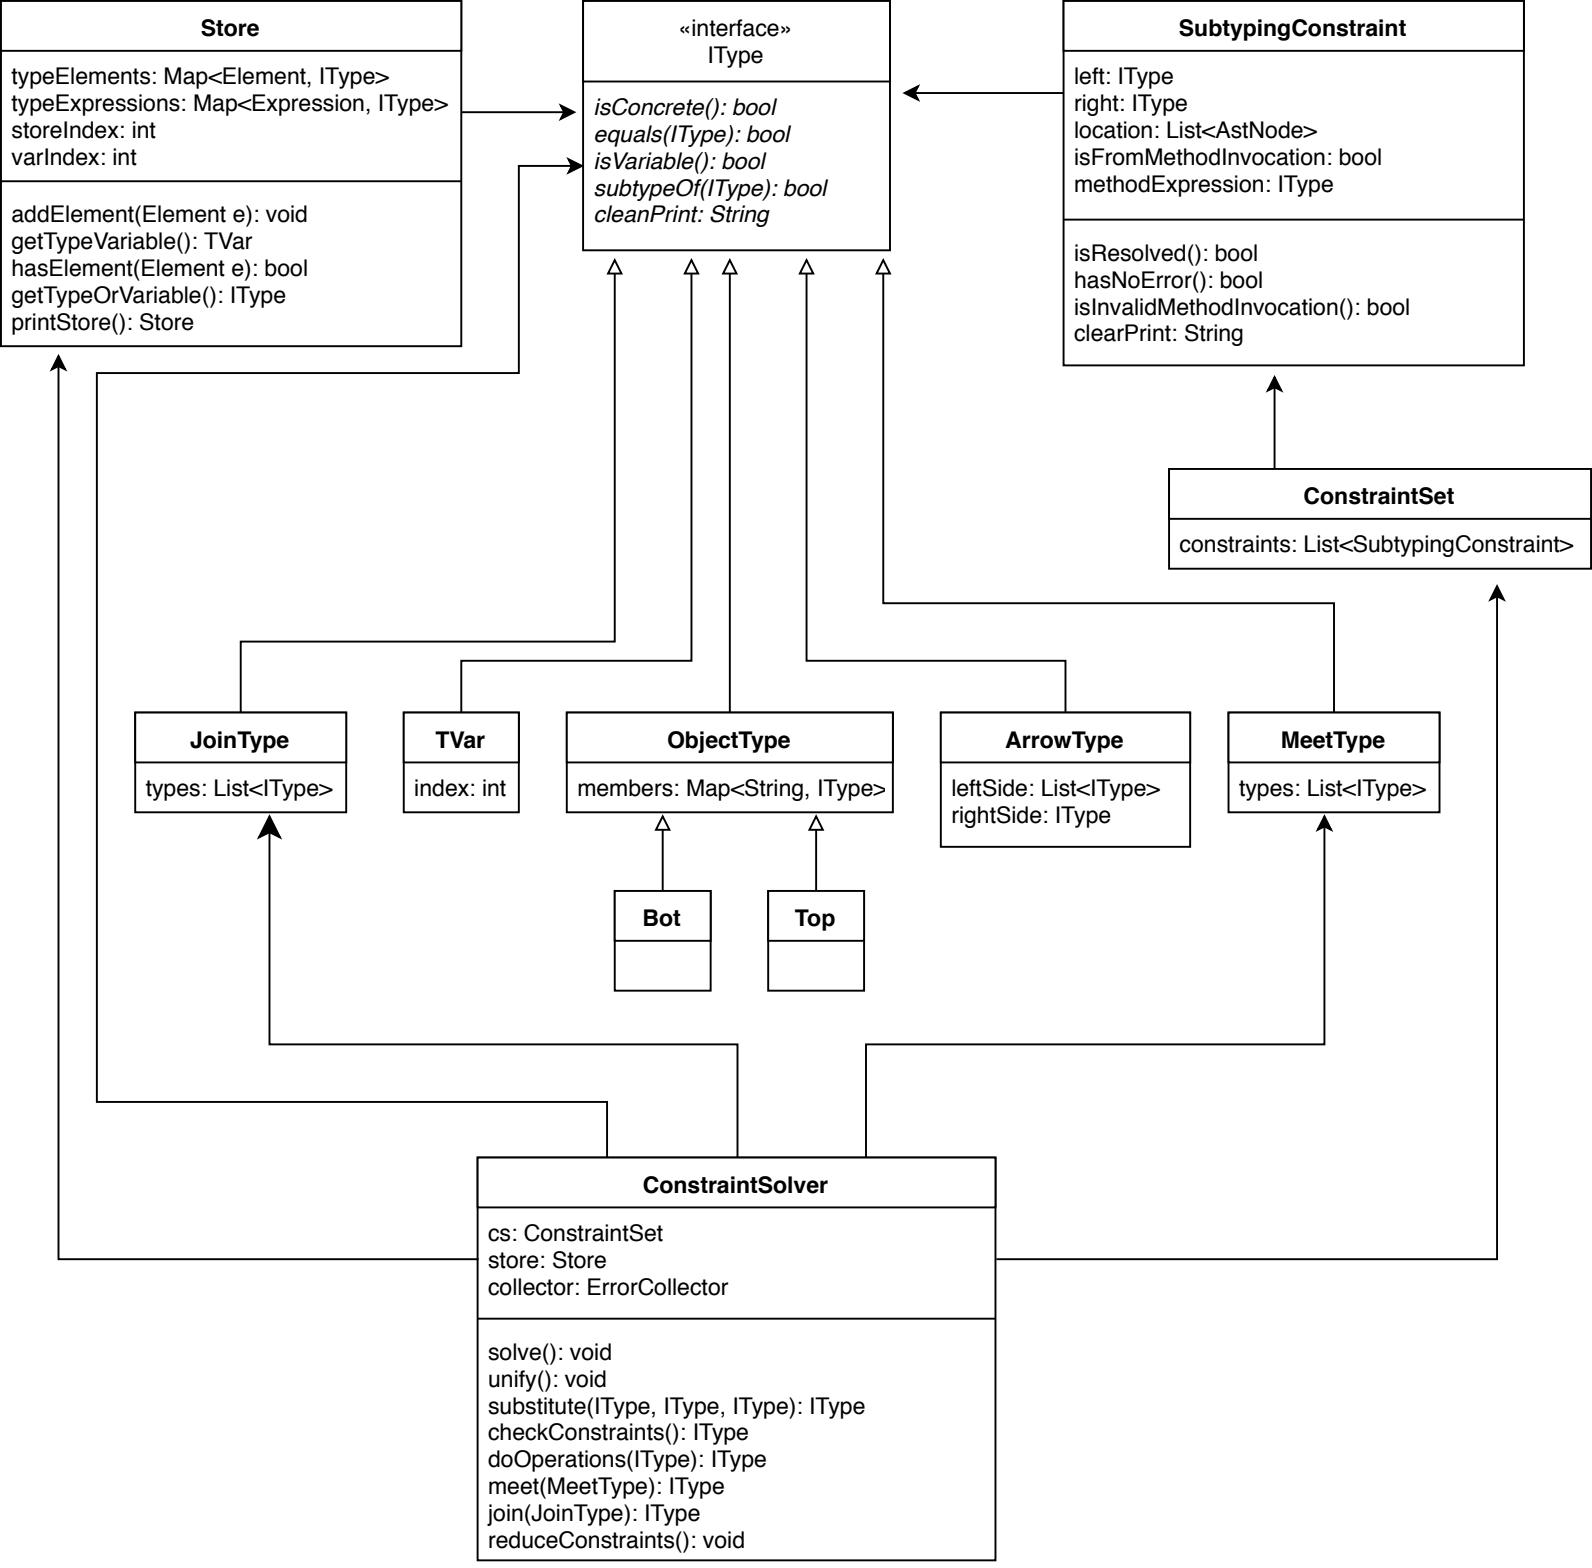 Store
typeElements: Map<Element, IType>
typeExpressions: Map<Expression, IType>
storeIndex: int
varIndex: int
addElement(Element e): void
getTypeVariable(): TVar
hasElement(Element e): bool
getTypeOrVariable(): IType
printStore(): Store
«interface»
IType
isConcrete(): bool
equals(IType): bool
isVariable(): bool
subtypeOf(IType): bool
cleanPrint: String
SubtypingConstraint
left: IType
right: IType
location: List<AstNode>
isFromMethodInvocation: bool
methodExpression: IType
isResolved(): bool
hasNoError(): bool
isInvalidMethodInvocation(): bool
clearPrint: String
ConstraintSet
constraints: List<SubtypingConstraint>
JoinType
types: List<IType>
TVar
index: int
ObjectType
members: Map<String, IType>
ArrowType
leftSide: List<IType>
rightSide: IType
MeetType
types: List<IType>
Bot
Top
ConstraintSolver
cs: ConstraintSet
store: Store
collector: ErrorCollector
solve(): void
unify(): void
substitute(IType, IType, IType): IType
checkConstraints(): IType
doOperations(IType): IType
meet(MeetType): IType
join(JoinType): IType
reduceConstraints(): void